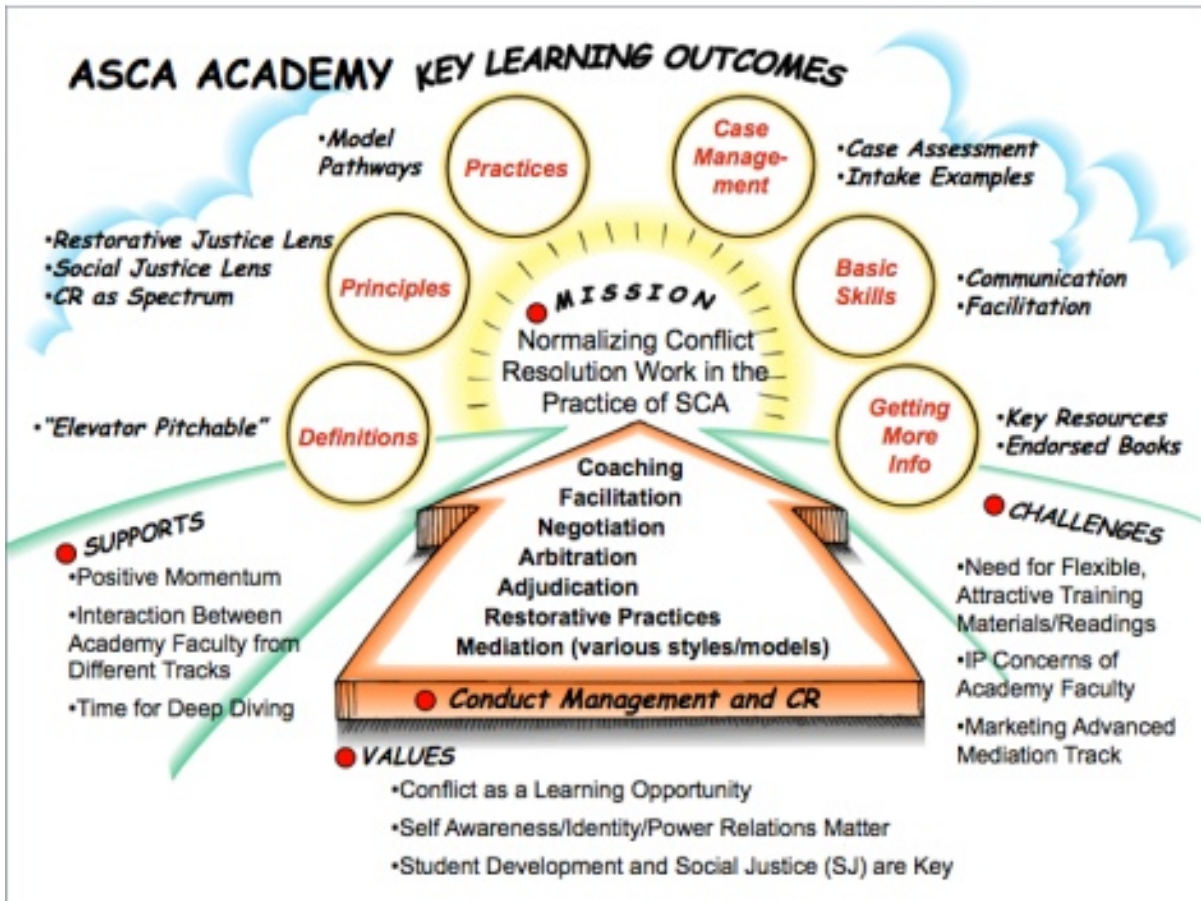 ASCA ACADEMY KEY LEARNING OUTCOMES
•Model
Pathways
Practices
Case
Manage-
ment
•Case Assessment
•Intake Examples
•Restorative Justice Lens
•Social Justice Lens
•CR as Spectrum
Principles
Basic
Skills
•Communication
•Facilitation
•"Elevator Pitchable"
Definitions
Getting
More
Info
•Key Resources
•Endorsed Books
MISSION
Normalizing Conflict
Resolution Work in the
Practice of SCA
Coaching
Facilitation
Negotiation
Arbitration
Adjudication
Restorative Practices
Mediation (various styles/models)
Conduct Management and CR
SUPPORTS
•Positive Momentum
•Interaction Between
Academy Faculty from
Different Tracks
•Time for Deep Diving
CHALLENGES
•Need for Flexible,
Attractive Training
Materials/Readings
•IP Concerns of
Academy Faculty
•Marketing Advanced
Mediation Track
VALUES
•Conflict as a Learning Opportunity
•Self Awareness/Identity/Power Relations Matter
•Student Development and Social Justice (SJ) are Key